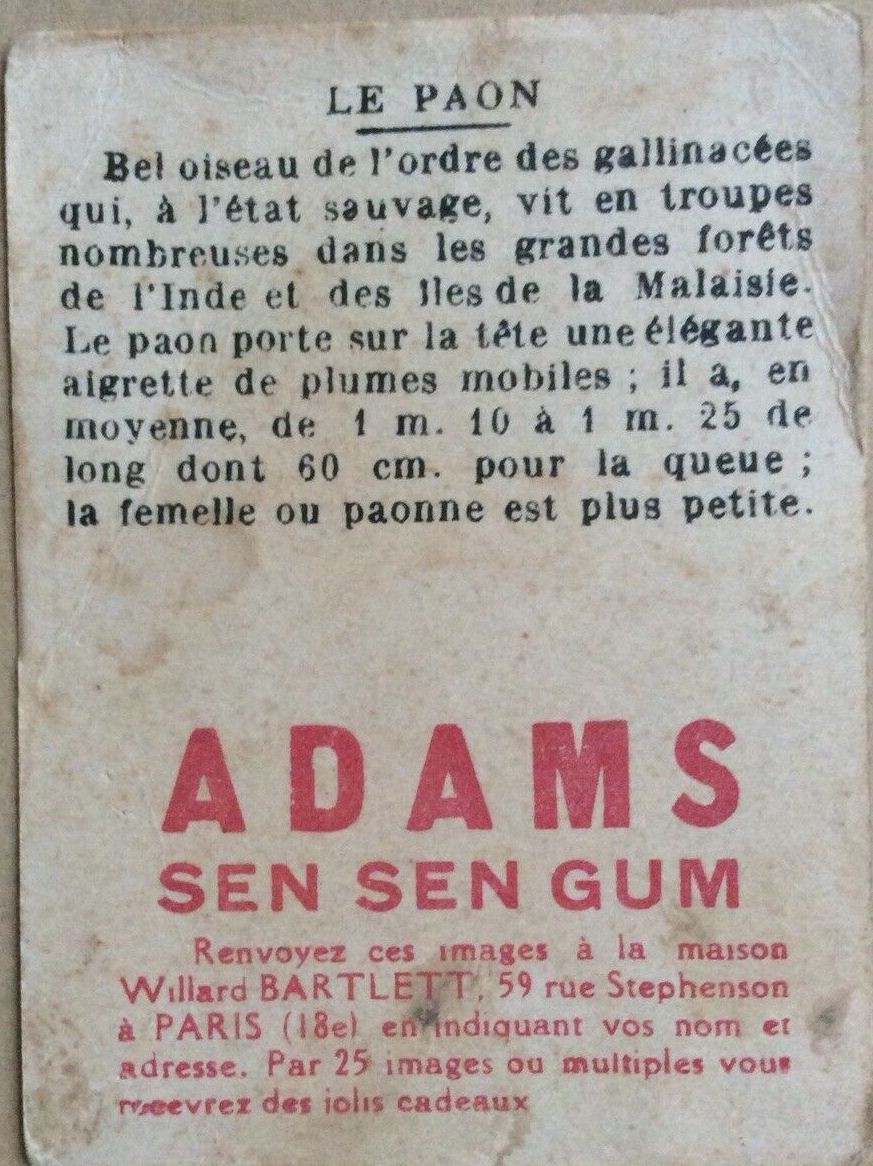 LE PAON
Bel oiseau de l'ordre des gallinacées
qui, à l'état sauvage, vit en troupes
nombreuses dans les grandes forêts
de l'Inde et des Iles de la Malaisie.
Le paon porte sur la tête une élégante
aigrette de plumes mobiles ; il a, en
moyenne, de 1 m. 10 à 1 m. 25 de
long dont 60 cm. pour la queue ;
la femelle ou paonne est plus petite.
ADAMS
SEN SEN GUM
Renvoyez ces images à la maison
Willard BARTLETT, 59 rue Stephenson
à PARIS (18e) en indiquant vos nom et
adresse. Par 25 images ou multiples vous
recevrez des jolis cadeaux